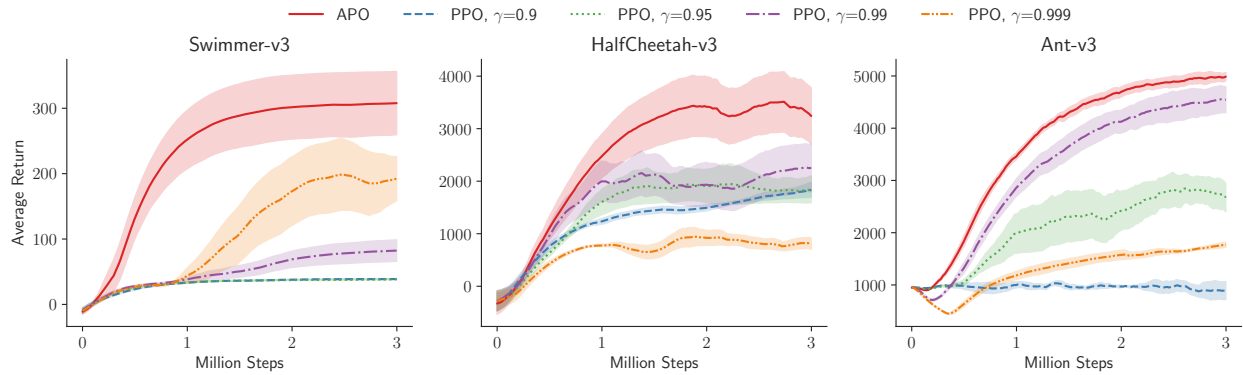 APO PPO, γ=0.9 PPO, γ=0.95 PPO, γ=0.99 PPO, γ=0.999
Swimmer-v3
Average Return
300
200
100
0
0 1 2 3
Million Steps
HalfCheetah-v3
4000
3000
2000
1000
0
0 1 2 3
Million Steps
Ant-v3
5000
4000
3000
2000
1000
0 1 2 3
Million Steps